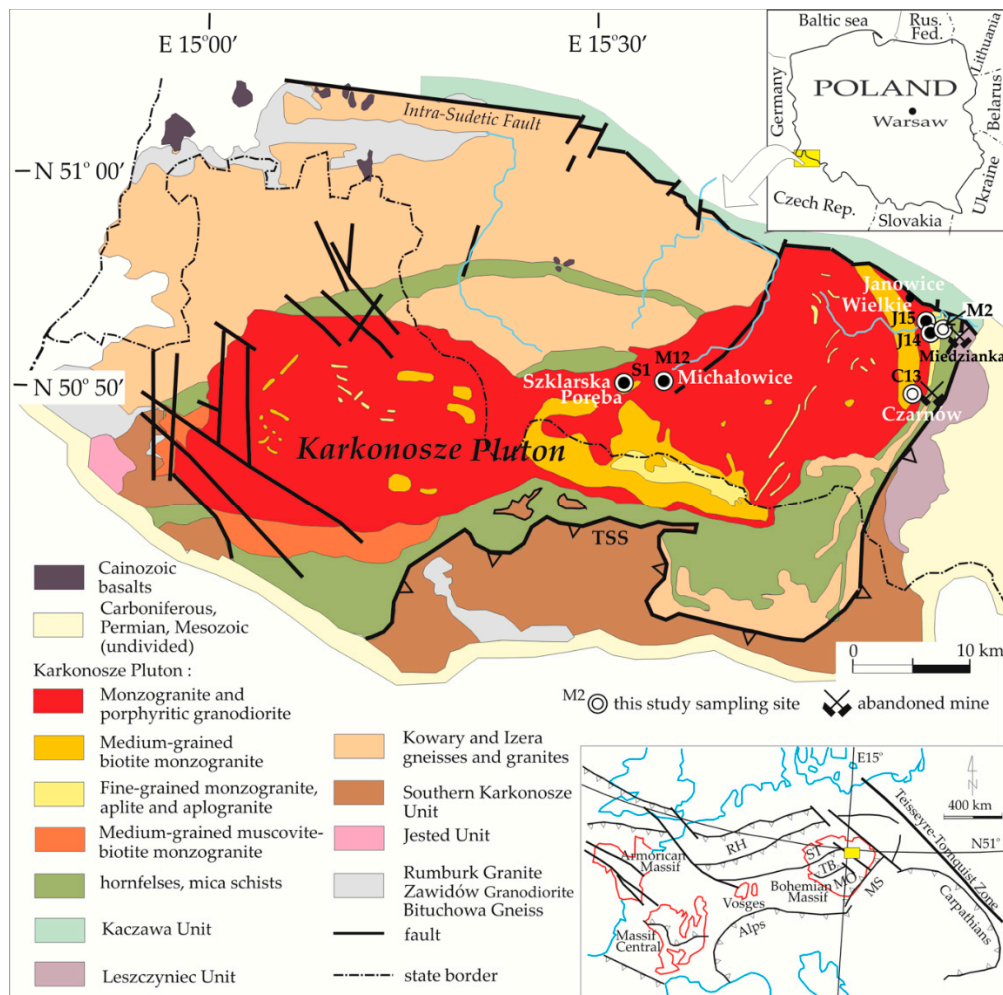 E 15°00′
E 15°30′
N 51° 00′
N 50° 50′
Intra-Sudetic Fault
Baltic sea
Rus.
Fed.
Lithuania
Germany
POLAND
Warsaw
Belarus
Ukraine
Czech Rep.
Slovakia
Janowice
Wielkie
J15
M2
J14
Miedzianka
C13
Czarnów
S1
M12
Szklarska
Poręba
Michałowice
Karkonosze Pluton
TSS
Cainozoic
basalts
Carboniferous,
Permian, Mesozoic
(undivided)
Karkonosze Pluton :
Monzogranite and
porphyritic granodiorite
Medium-grained
biotite monzogranite
Fine-grained monzogranite,
aplite and aplogranite
Medium-grained muscovite-
biotite monzogranite
hornfelses, mica schists
Kaczawa Unit
Leszczyniec Unit
Kowary and Izera
gneisses and granites
Southern Karkonosze
Unit
Jested Unit
Rumburk Granite
Zawidów Granodiorite
Bituchowa Gneiss
fault
state border
0 10 km
M2 this study sampling site
abandoned mine
E15°
N
400 km
N51°
Teisseyre-Tornquist Zone
RH
ST
TB
MO
MS
Armorican
Massif
Bohemian
Massif
Vosges
Massif
Central
Alps
Carpathians